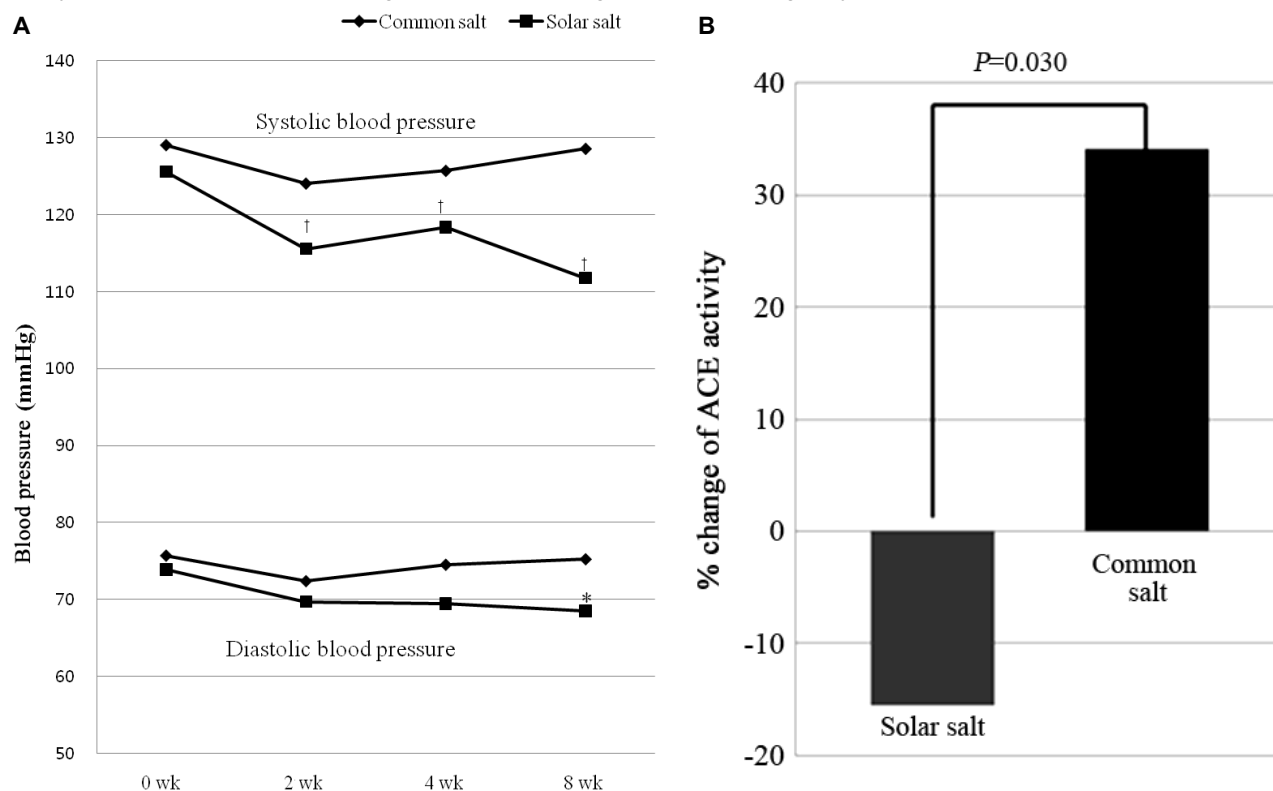 A
Common salt
Solar salt
140
130
120
110
100
90
80
70
60
50
Blood pressure (mmHg)
Systolic blood pressure
†
†
†
*
Diastolic blood pressure
0 wk
2 wk
4 wk
8 wk
B
P=0.030
40
30
20
10
0
-10
-20
% change of ACE activity
Common
salt
Solar salt